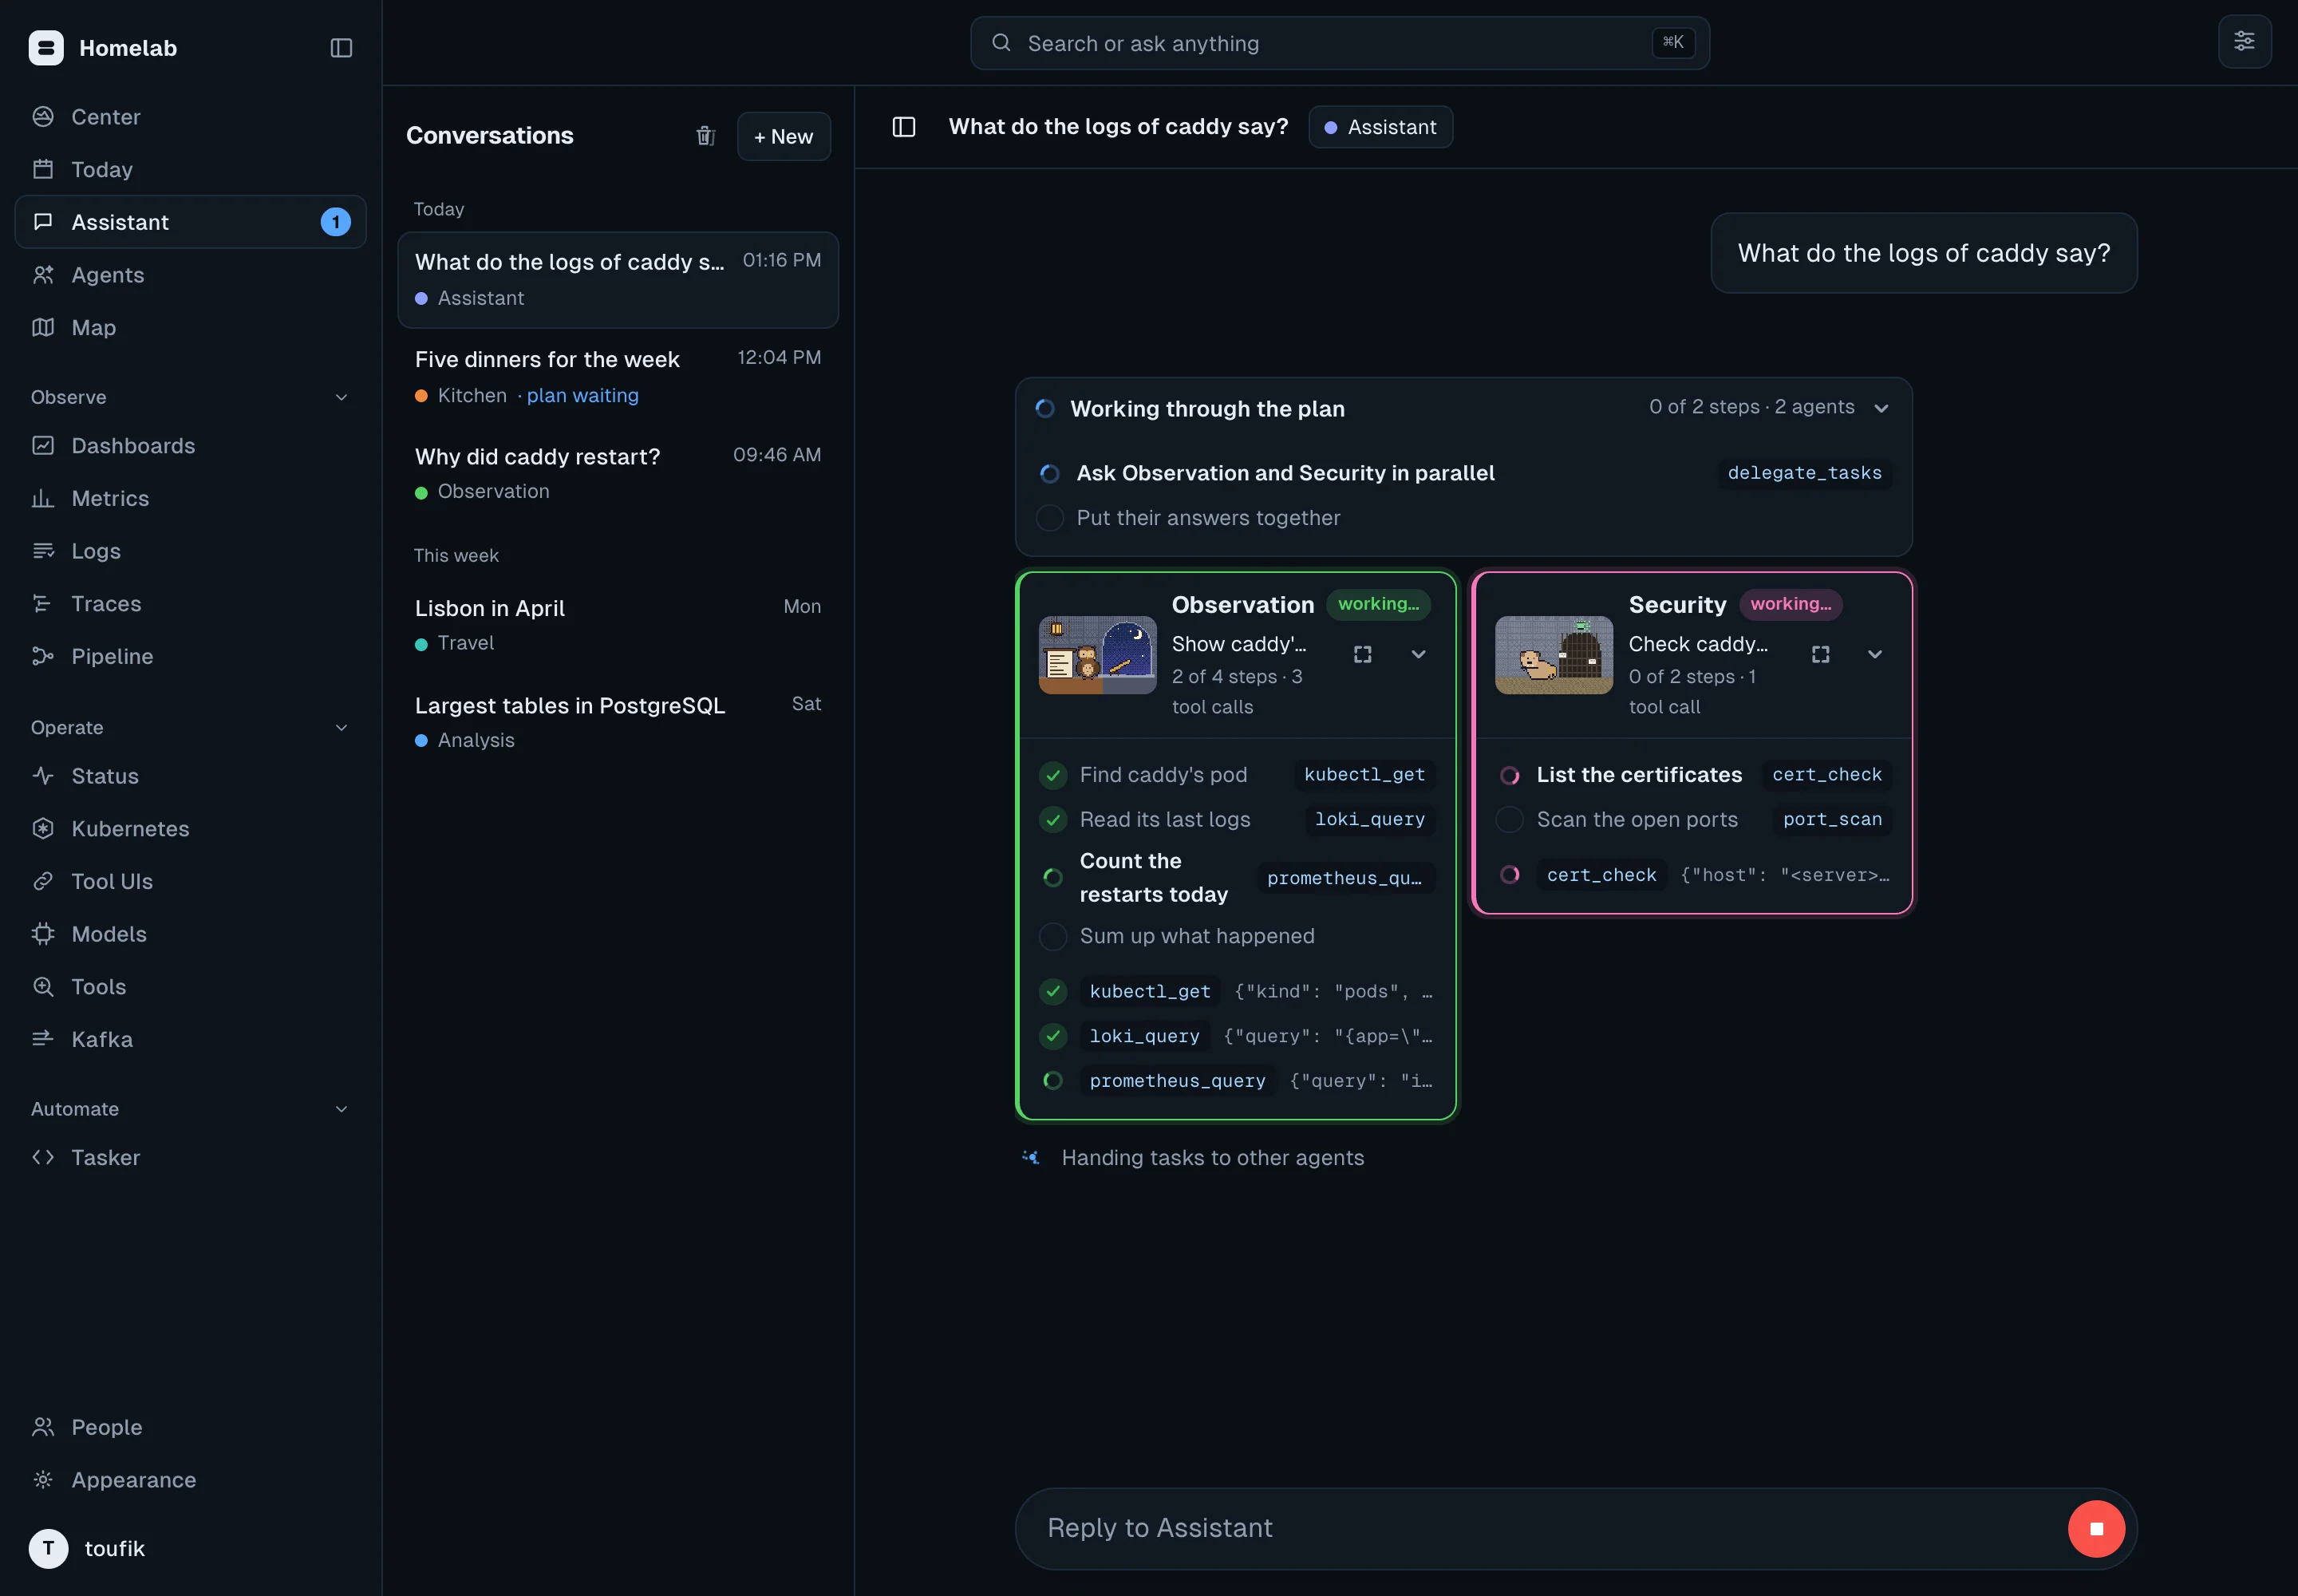 Homelab
Search or ask anything
⌘K
Center
Today
Assistant
1
Agents
Map
Observe
Dashboards
Metrics
Logs
Traces
Pipeline
Operate
Status
Kubernetes
Tool UIs
Models
Tools
Kafka
Automate
Tasker
People
Appearance
T
toufik
Conversations
+ New
Today
What do the logs of caddy s... 01:16 PM
Assistant
Five dinners for the week 12:04 PM
Kitchen · plan waiting
Why did caddy restart? 09:46 AM
Observation
This week
Lisbon in April Mon
Travel
Largest tables in PostgreSQL Sat
Analysis
What do the logs of caddy say? Assistant
What do the logs of caddy say?
Working through the plan 0 of 2 steps · 2 agents
Ask Observation and Security in parallel delegate_tasks
Put their answers together
Observation working...
Show caddy'...
2 of 4 steps · 3
tool calls
Find caddy's pod kubectl_get
Read its last logs loki_query
Count the
restarts today prometheus_qu…
Sum up what happened
kubectl_get {"kind": "pods", …
loki_query {"query": "{app=\"…
prometheus_query {"query": "i…
Security working...
Check caddy...
0 of 2 steps · 1
tool call
List the certificates cert_check
Scan the open ports port_scan
cert_check {"host": "<server>…
Handing tasks to other agents
Reply to Assistant